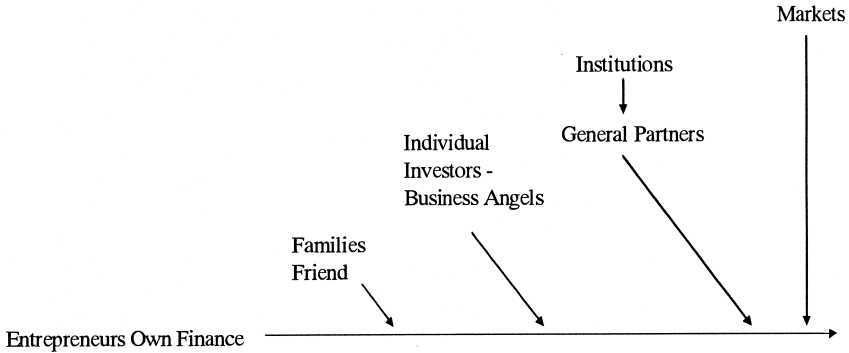 Markets
Institutions
General Partners
Individual
Investors -
Business Angels
Families
Friend
Entrepreneurs Own Finance